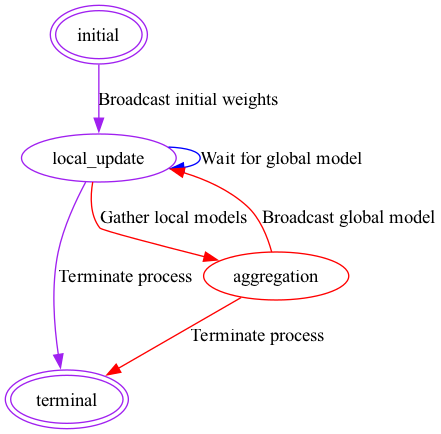 initial
Broadcast initial weights
local_update
Wait for global model
Gather local models
Broadcast global model
Terminate process
aggregation
Terminate process
terminal